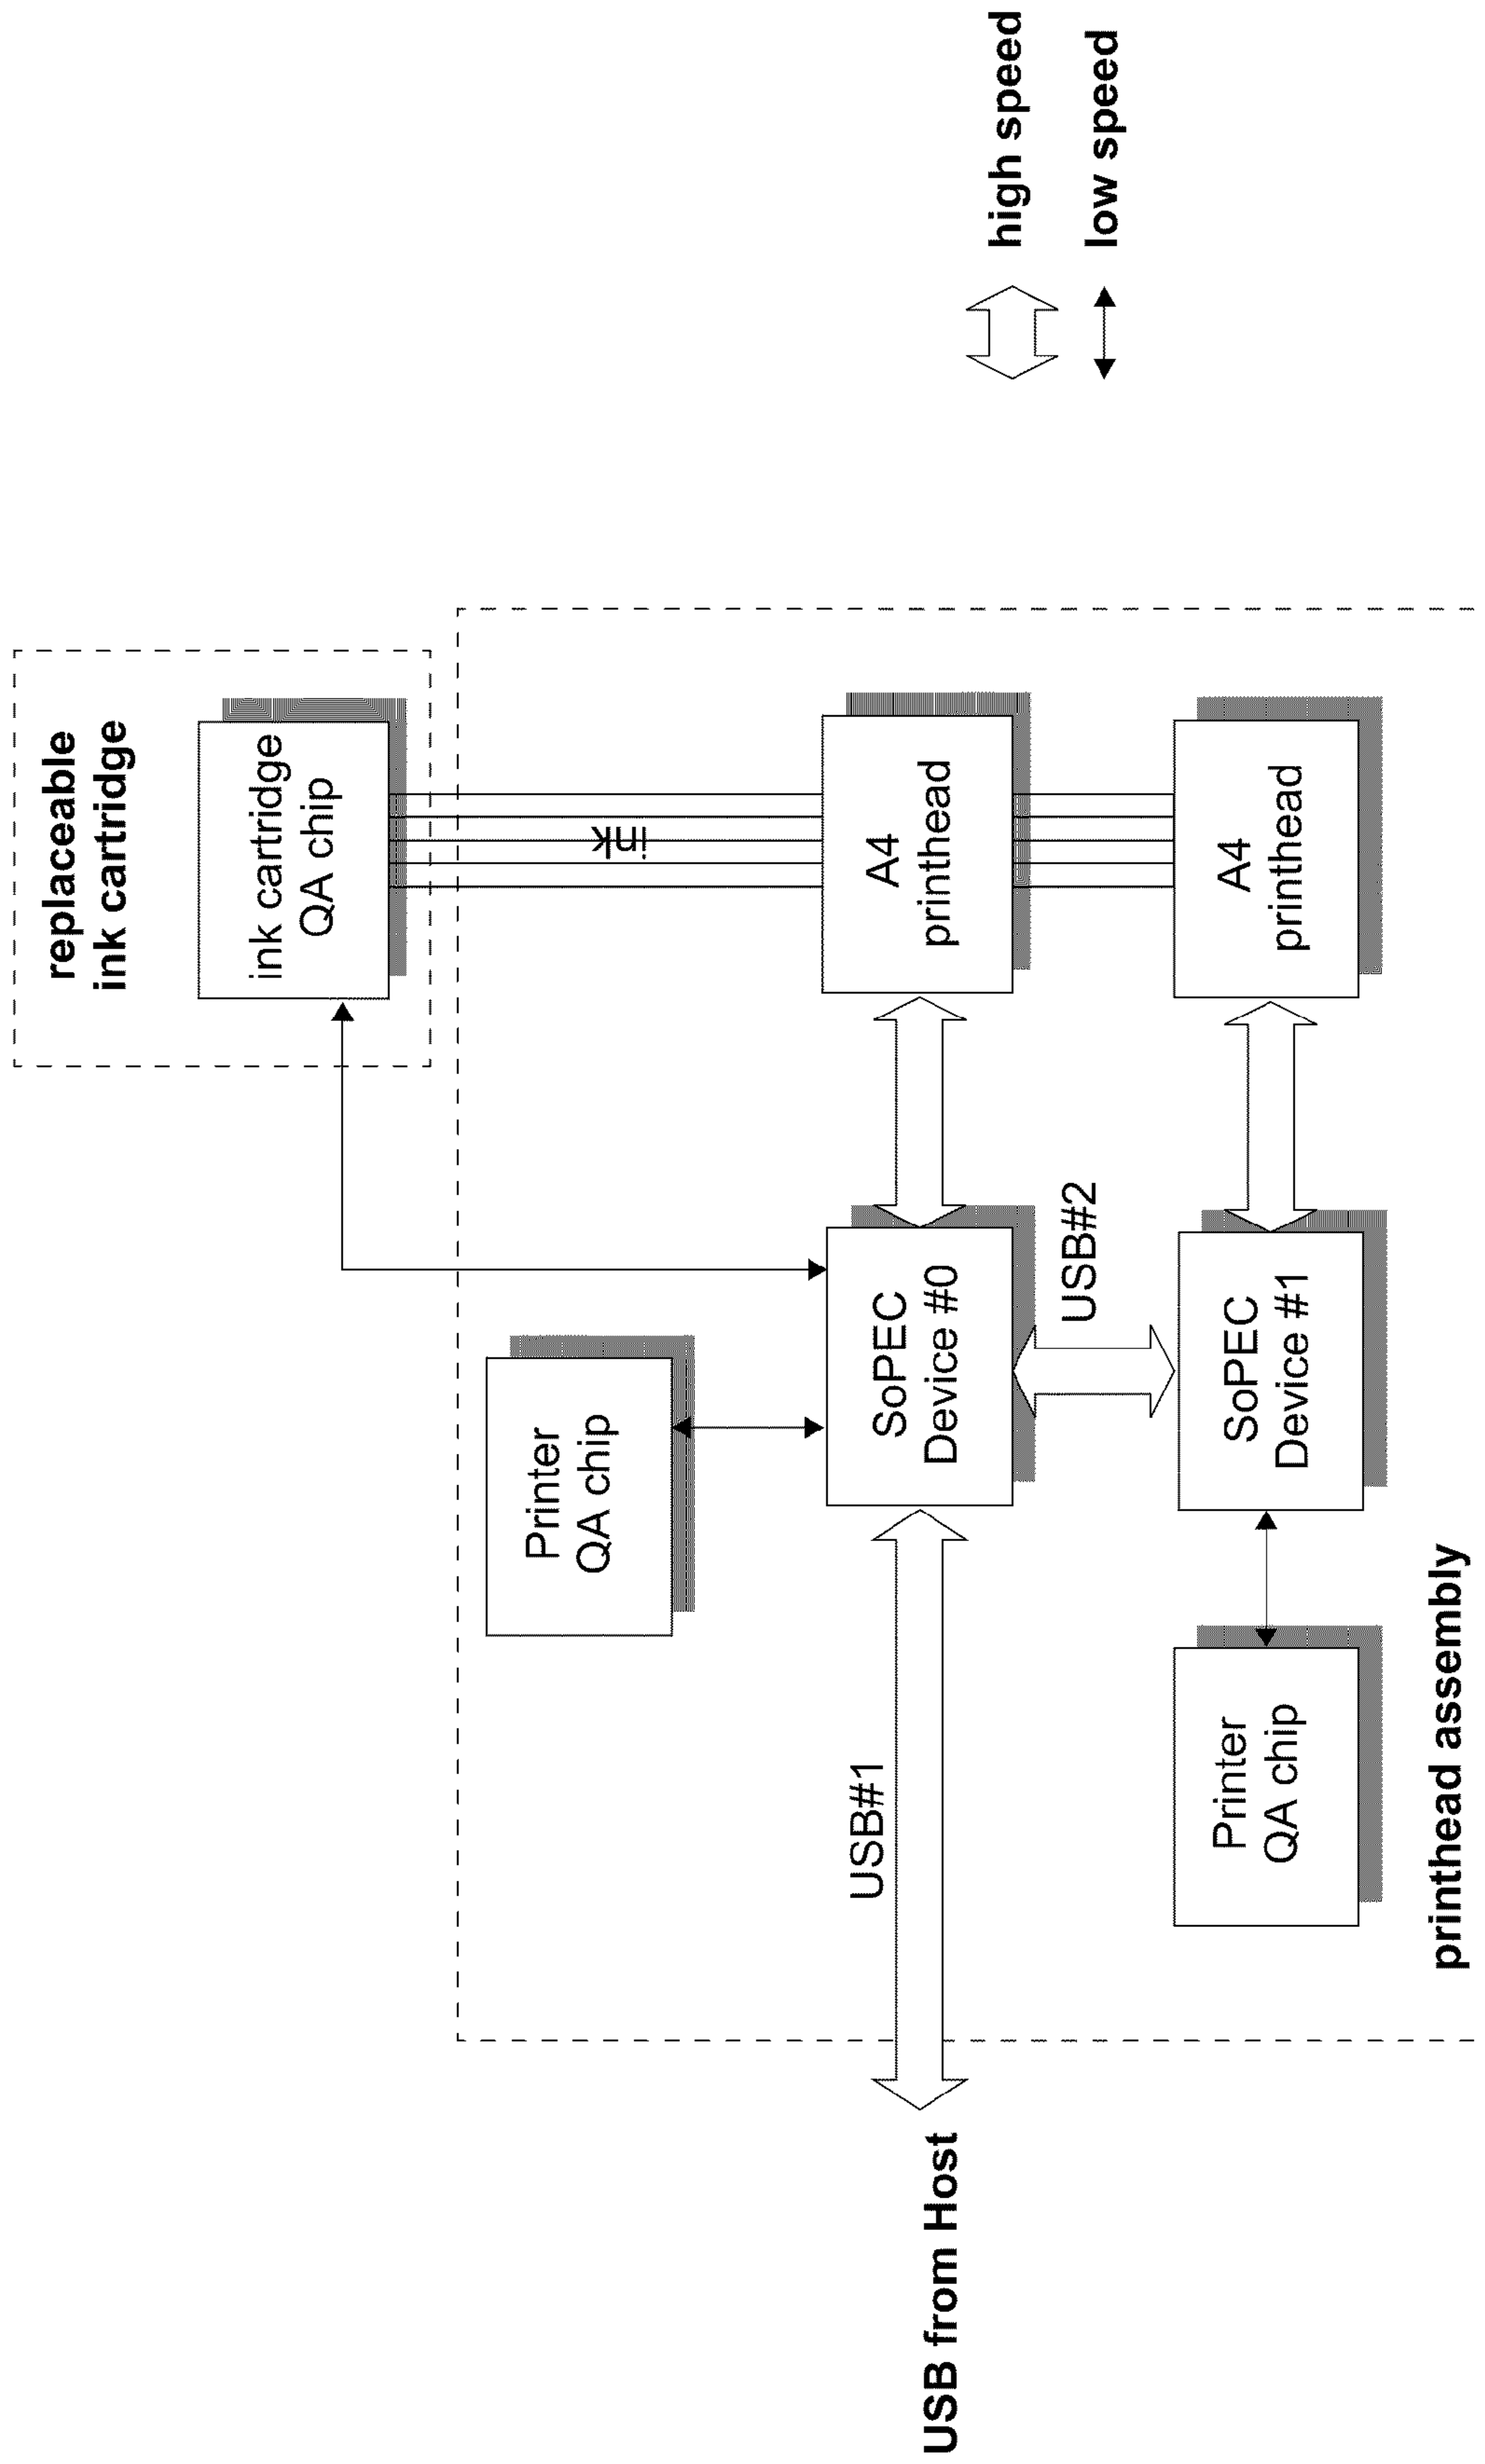 replaceable
ink cartridge
ink cartridge
QA chip
ink
Printer
QA chip
USB#1
SoPEC
Device #0
A4
printhead
USB from Host
USB#2
high speed
low speed
Printer
QA chip
SoPEC
Device #1
A4
printhead
printhead assembly